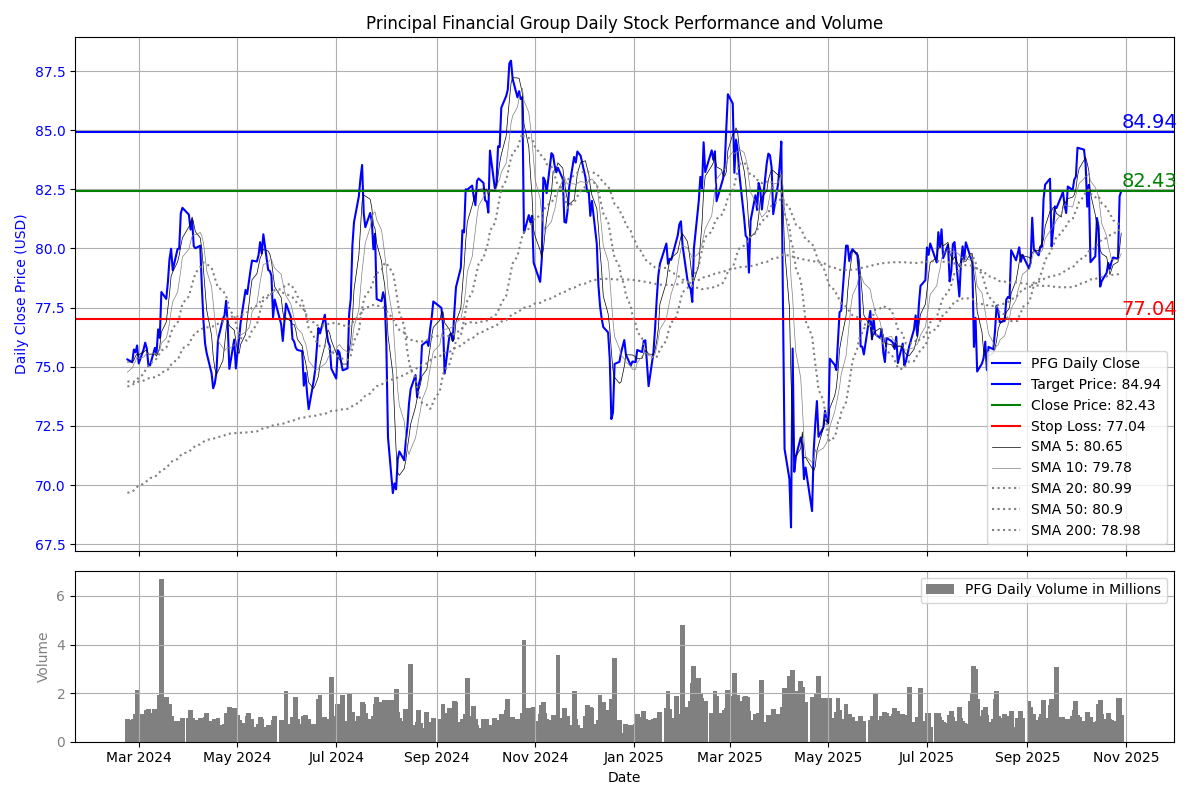 Principal Financial Group Daily Stock Performance and Volume
Daily Close Price (USD)
87.5
85.0
82.5
80.0
77.5
75.0
72.5
70.0
67.5
84.94
82.43
77.04
PFG Daily Close
Target Price: 84.94
Close Price: 82.43
Stop Loss: 77.04
SMA 5: 80.65
SMA 10: 79.78
SMA 20: 80.99
SMA 50: 80.9
SMA 200: 78.98
Volume
6
4
2
0
PFG Daily Volume in Millions
Mar 2024
May 2024
Jul 2024
Sep 2024
Nov 2024
Jan 2025
Mar 2025
May 2025
Jul 2025
Sep 2025
Nov 2025
Date